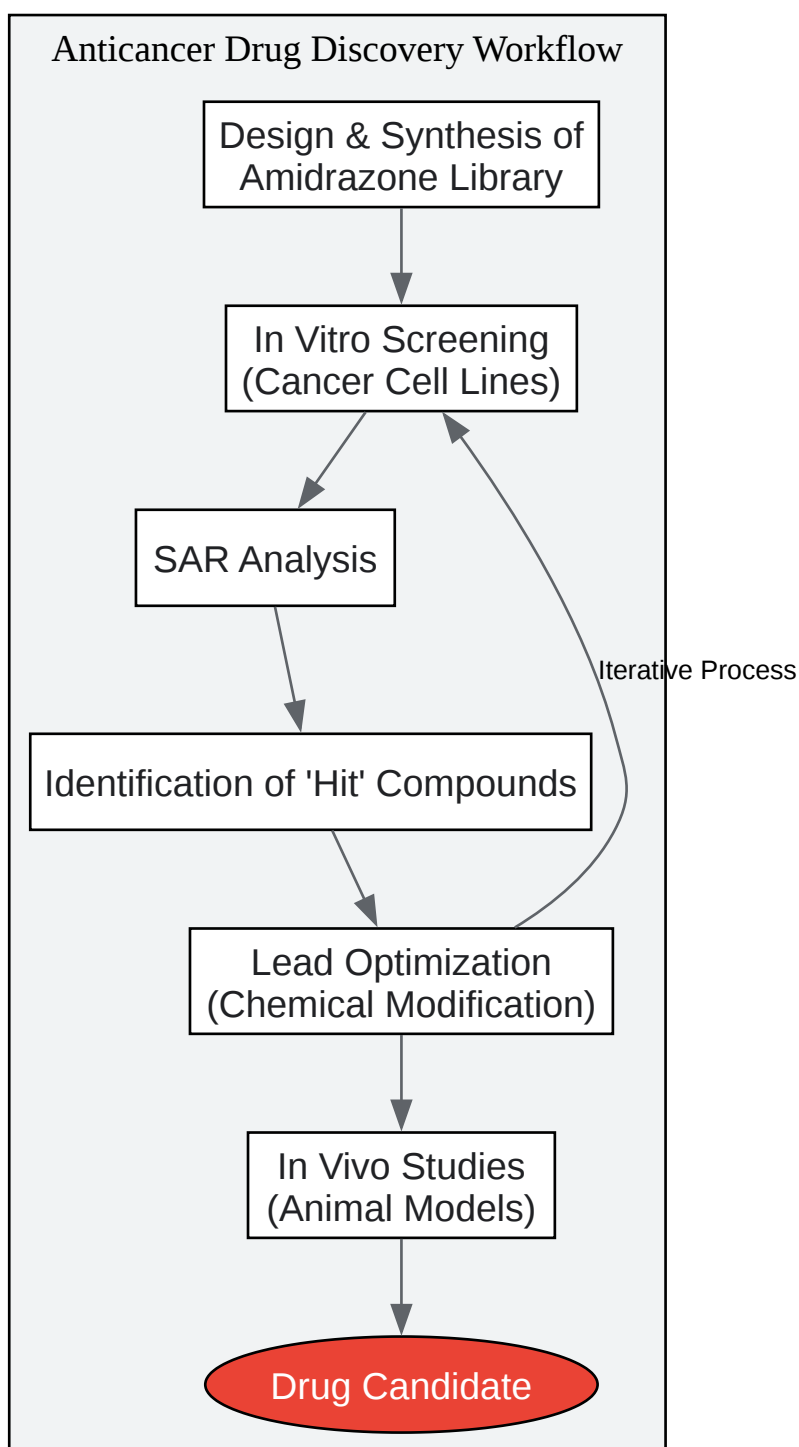 Anticancer Drug Discovery Workflow
Design & Synthesis of
Amidrazone Library
In Vitro Screening
(Cancer Cell Lines)
SAR Analysis
Iterative Process
Identification of 'Hit' Compounds
Lead Optimization
(Chemical Modification)
In Vivo Studies
(Animal Models)
Drug Candidate